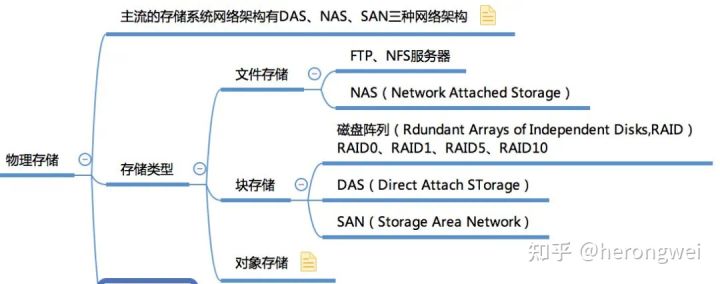 主流的存储系统网络架构有DAS、NAS、SAN三种网络架构
FTP、NFS服务器
文件存储
NAS（Network Attached Storage）
磁盘阵列（Rdundant Arrays of Independent Disks,RAID）
RAID0、RAID1、RAID5、RAID10
物理存储
存储类型
块存储
DAS（Direct Attach STorage）
SAN（Storage Area Network）
对象存储
知乎 @herongwei